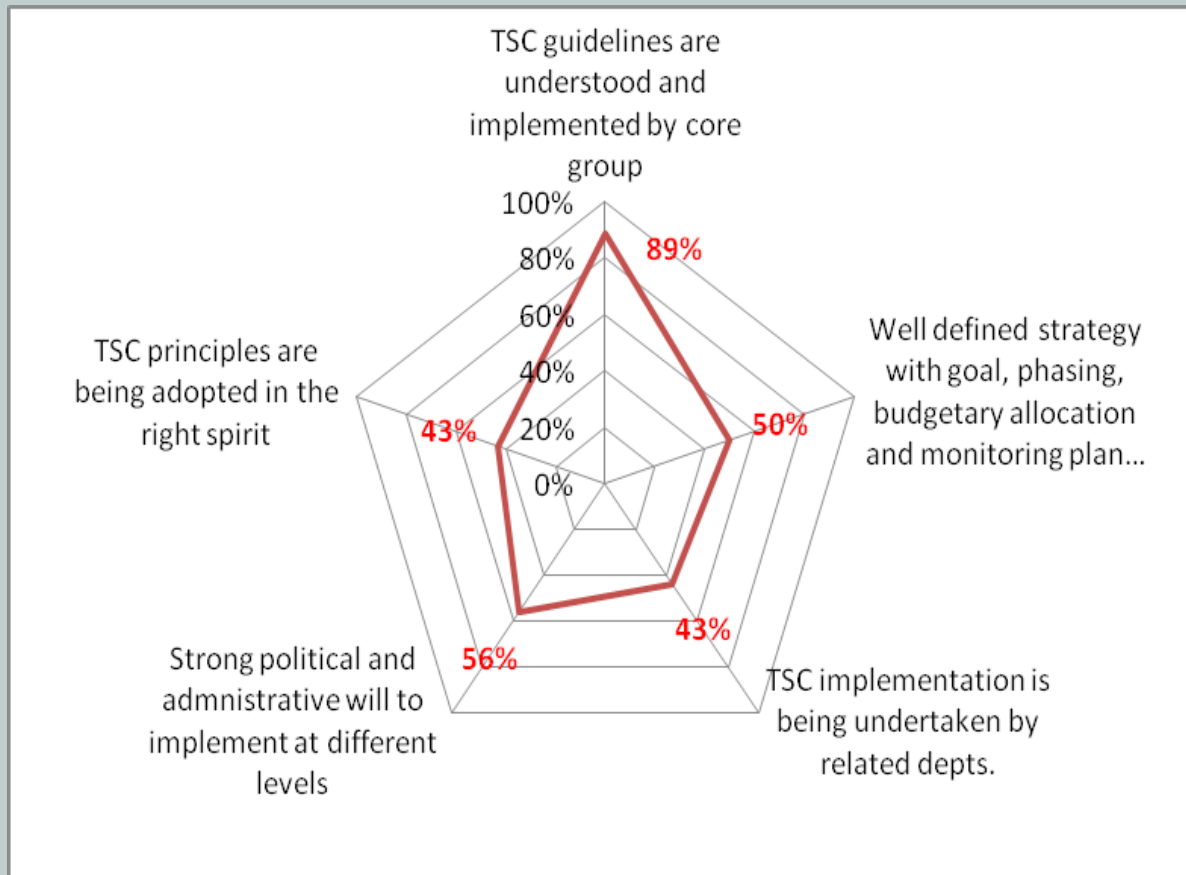 TSC guidelines are
understood and
implemented by core
group
100%
80%
60%
40%
20%
0%
89%
Well defined strategy
with goal, phasing,
budgetary allocation
and monitoring plan...
50%
TSC implementation is
being undertaken by
related depts.
43%
Strong political and
admnistrative will to
implement at different
levels
56%
TSC principles are
being adopted in the
right spirit
43%